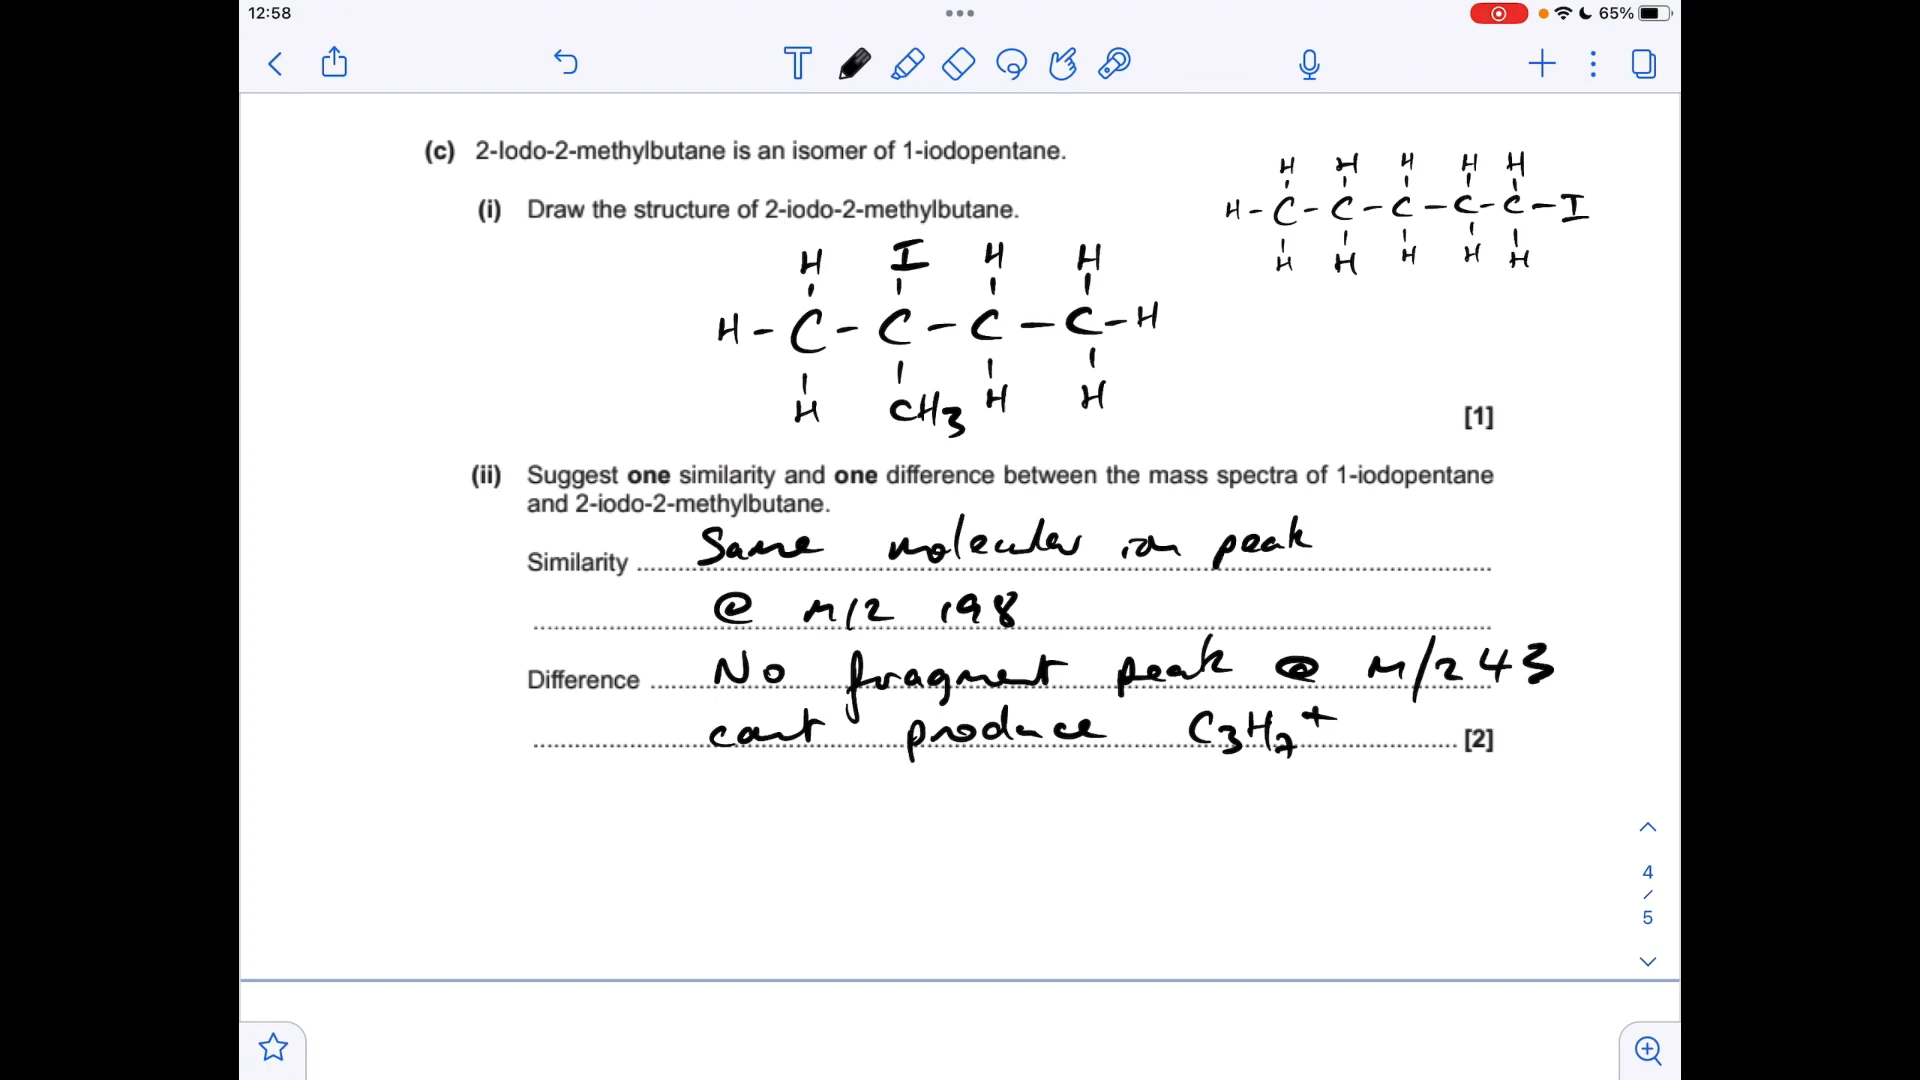 12:58
65%
(c) 2-Iodo-2-methylbutane is an isomer of 1-iodopentane.
H H H H H
H - C - C - C - C - C - I
H H H H H
(i) Draw the structure of 2-iodo-2-methylbutane.
H I H H
H - C - C - C - C - H
H CH3 H H
[1]
(ii) Suggest one similarity and one difference between the mass spectra of 1-iodopentane
and 2-iodo-2-methylbutane.
Similarity Same molecular ion peak
@ m/z 198
Difference No fragment peak @ m/z 43
cant produce C3H7+ [2]
4
/
5